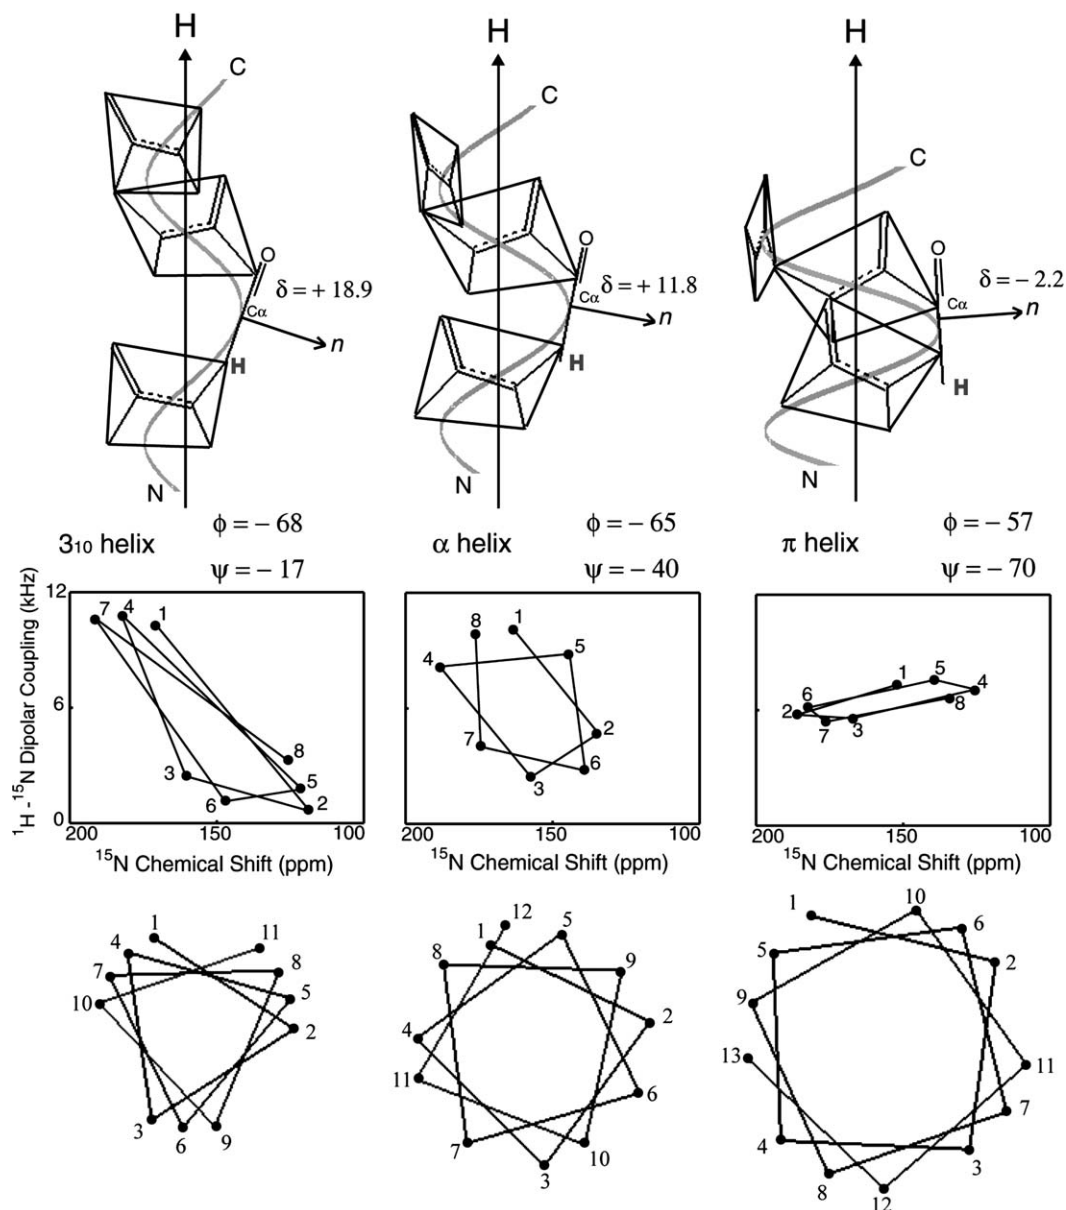 H
H
H
C
C
C
O
O
O
δ = + 18.9
δ = + 11.8
δ = − 2.2
Cα
Cα
Cα
n
n
n
H
H
H
N
N
N
ϕ = − 68
ϕ = − 65
ϕ = − 57
3₁₀ helix
α helix
π helix
ψ = − 17
ψ = − 40
ψ = − 70
¹H - ¹⁵N Dipolar Coupling (kHz)
12
6
0
7 4 1
3
6
8
5
2
200 150 100
¹⁵N Chemical Shift (ppm)
8 1
4
5
2
7
6
3
200 150 100
¹⁵N Chemical Shift (ppm)
1 5
6
4
2
8
7 3
200 150 100
¹⁵N Chemical Shift (ppm)
1
11
4
7
8
10
5
2
3
6
9
12
1
5
8
9
4
2
11
6
7
10
3
1
10
6
5
2
9
13
11
7
4
3
8
12